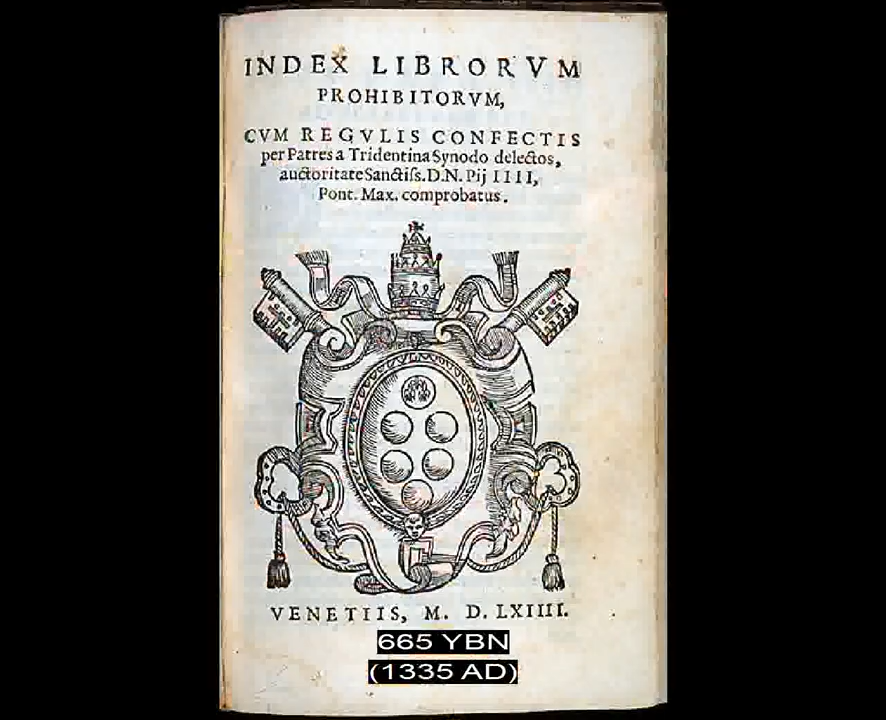 INDEX LIBRORVM
PROHIBITORVM,
CVM REGVLIS CONFECTIS
per Patres a Tridentina Synodo delectos,
auctoritate Sanctiſs. D.N. Pij IIII,
Pont. Max. comprobatus.
VENETIIS, M. D. LXIIII.
665 YBN
(1335 AD)